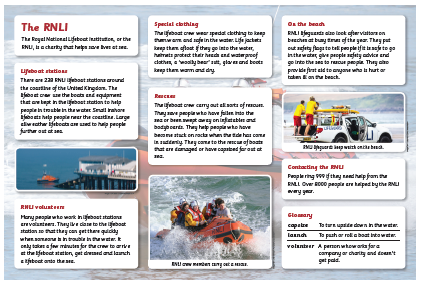 The RNLI
The Royal National Lifeboat Institution, or the
RNLI, is a charity that saves lives at sea.
Lifeboat stations
There are 238 RNLI lifeboat stations around
the coastline of the United Kingdom. The
lifeboat crew use the boats and equipment
that are kept in the lifeboat station to help
people in trouble in the water. Small inshore
lifeboats help people near the coastline. Large
all-weather lifeboats are used to help people
further out at sea.
RNLI volunteers
Many people who work in lifeboat stations
are volunteers. They live close to the lifeboat
station so that they can get there quickly
when someone is in trouble in the water. It
only takes a few minutes for the crew to arrive
at the lifeboat station, get dressed and launch
a lifeboat onto the sea.
Special clothing
The lifeboat crew wear special clothing to keep
them warm and safe in the water. Life jackets
keep them afloat if they go into the water,
helmets protect their heads and waterproof
clothes, a 'woolly bear' suit, gloves and boots
keep them warm and dry.
Rescues
The lifeboat crew carry out all sorts of rescues.
They save people who have fallen into the
sea or been swept away on inflatables and
bodyboards. They help people who have
become stuck on rocks when the tide has come
in suddenly. They come to the rescue of boats
that are damaged or have capsized far out at
sea.
RNLI crew members carry out a rescue.
On the beach
RNLI lifeguards also look after visitors on
beaches at busy times of the year. They put
out safety flags to tell people if it is safe to go
in the water, give people safety advice and
go into the sea to rescue people. They also
provide first aid to anyone who is hurt or
taken ill on the beach.
RNLI lifeguards keep watch on the beach.
Contacting the RNLI
People ring 999 if they need help from the
RNLI. Over 8000 people are helped by the RNLI
every year.
Glossary
capsize To turn upside down in the water.
launch To push or roll a boat into water.
volunteer A person who works for a
company or charity and doesn't
get paid.